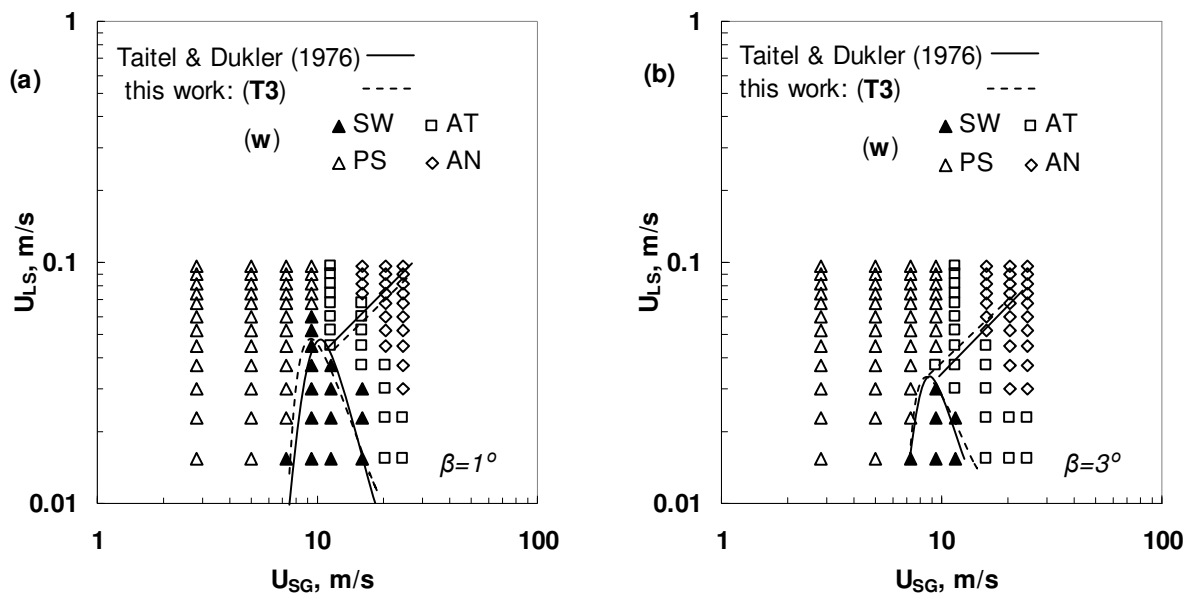 (a)
Taitel & Dukler (1976)
this work: (T3)
(w)
SW
AT
PS
AN
1
0.1
0.01
U_LS, m/s
β=1°
1
10
100
U_SG, m/s
(b)
Taitel & Dukler (1976)
this work: (T3)
(w)
SW
AT
PS
AN
1
0.1
0.01
U_LS, m/s
β=3°
1
10
100
U_SG, m/s